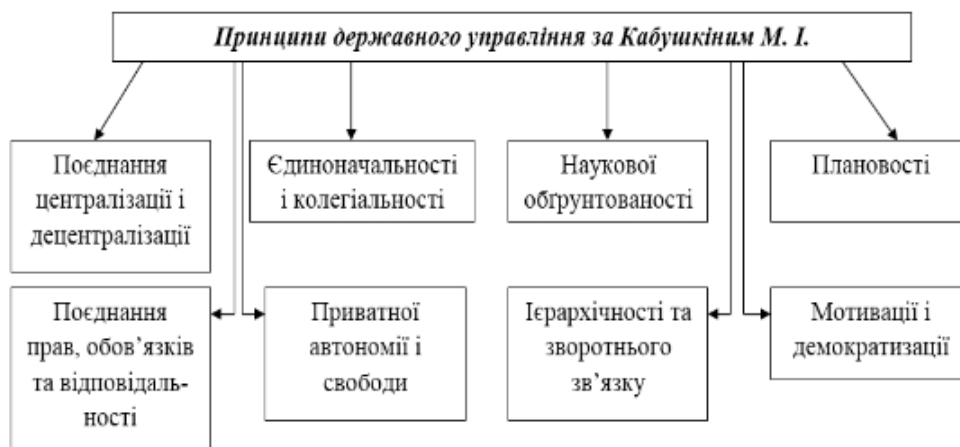 Принципи державного управління за Кабушкіним М. І.
Поєднання
централізації і
децентралізації
Єдиноначальності
і колегіальності
Наукової
обґрунтованості
Плановості
Поєднання
прав, обов’язків
та відповідаль-
ності
Приватної
автономії і
свободи
Ієрархічності та
зворотнього
зв’язку
Мотивації і
демократизації